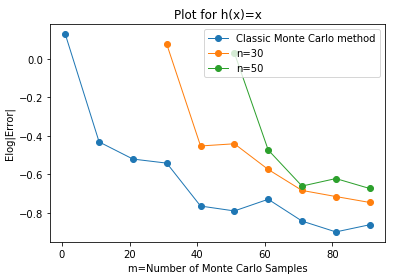 Plot for h(x)=x
Classic Monte Carlo method
n=30
n=50
Elog|Error|
0.0
−0.2
−0.4
−0.6
−0.8
0
20
40
60
80
m=Number of Monte Carlo Samples